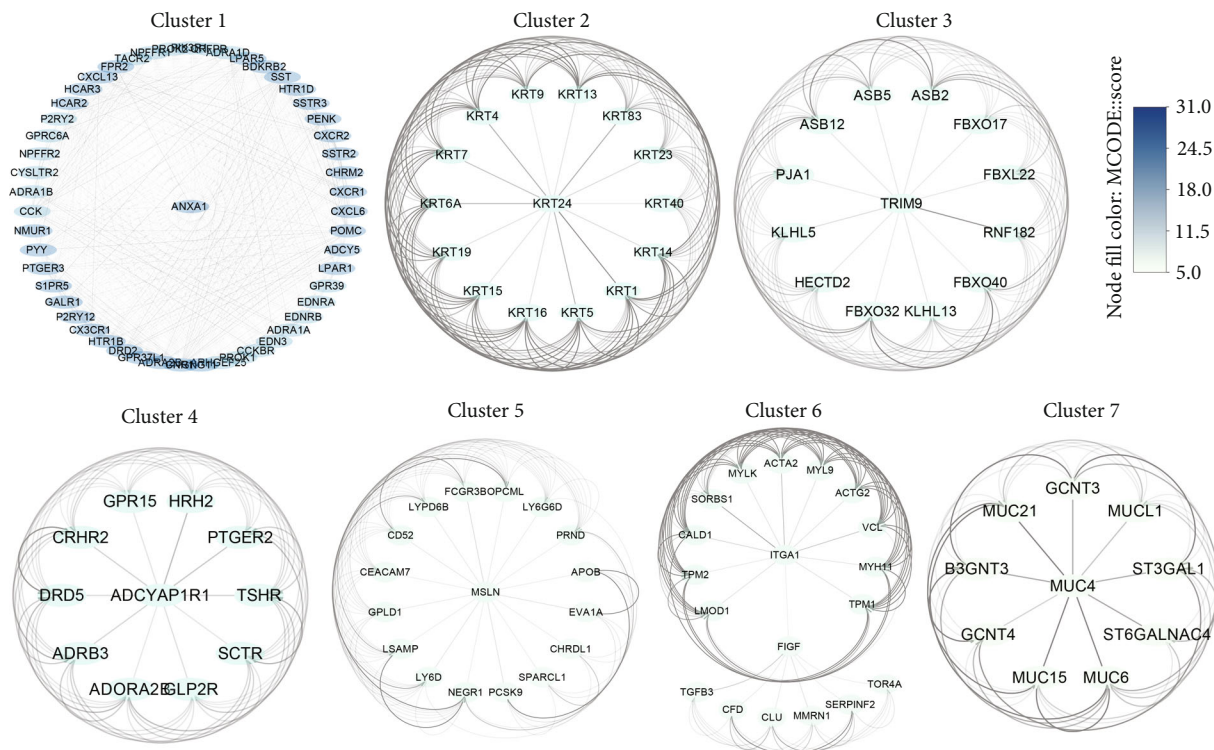 Cluster 1
NPFFR1
ADRA1D
TACR2
LPAR5
FPR2
BDKRB2
CXCL13
SST
HCAR3
HTR1D
HCAR2
SSTR3
P2RY2
PENK
GPRC6A
CXCR2
NPFFR2
SSTR2
CYSLTR2
CHRM2
ADRA1B
CXCR1
ANXA1
CCK
CXCL6
NMUR1
POMC
PYY
ADCY5
PTGER3
LPAR1
S1PR5
GPR39
GALR1
EDNRA
P2RY12
EDNRB
CX3CR1
ADRA1A
HTR1B
EDN3
DRD2
CCKBR
GPR37L1
PROK1
ARHGEF25
Cluster 2
KRT9
KRT13
KRT4
KRT83
KRT7
KRT23
KRT6A
KRT24
KRT40
KRT19
KRT14
KRT15
KRT1
KRT16
KRT5
Cluster 3
ASB5
ASB2
ASB12
FBXO17
PJA1
FBXL22
TRIM9
KLHL5
RNF182
HECTD2
FBXO40
FBXO32
KLHL13
Node fill color: MCODE::score
31.0
24.5
18.0
11.5
5.0
Cluster 4
GPR15
HRH2
CRHR2
PTGER2
DRD5
ADCYAP1R1
TSHR
ADRB3
SCTR
ADORA2B
GLP2R
Cluster 5
FCGR3B
OPCML
LYPD6B
LY6G6D
CD52
PRND
CEACAM7
APOB
MSLN
GPLD1
EVA1A
LSAMP
CHRDL1
LY6D
SPARCL1
NEGR1
PCSK9
Cluster 6
ACTA2
MYLK
MYL9
SORBS1
ACTG2
CALD1
VCL
ITGA1
TPM2
MYH11
LMOD1
TPM1
FIGF
TGFB3
TOR4A
CFD
SERPINF2
CLU
MMRN1
Cluster 7
GCNT3
MUC21
MUCL1
B3GNT3
ST3GAL1
MUC4
GCNT4
ST6GALNAC4
MUC15
MUC6